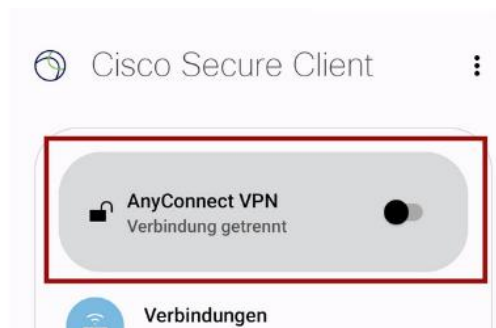 Cisco Secure Client
AnyConnect VPN
Verbindung getrennt
Verbindungen